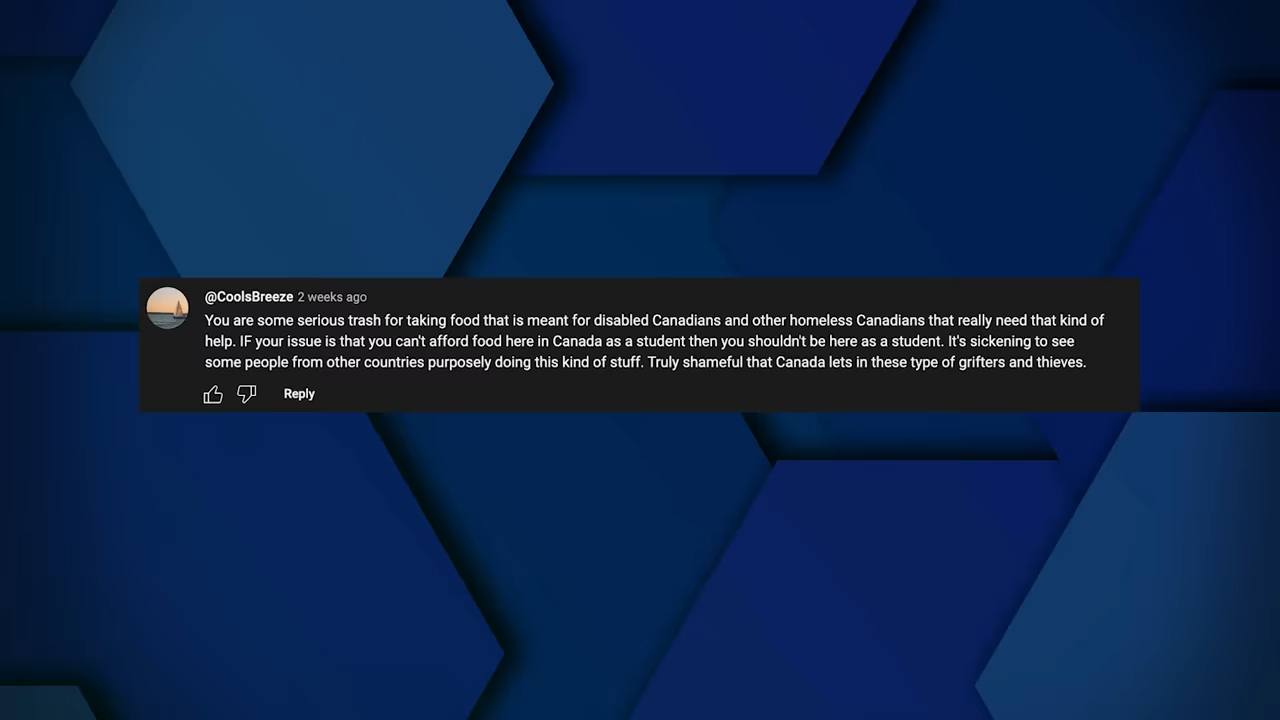 @CoolsBreeze 2 weeks ago
You are some serious trash for taking food that is meant for disabled Canadians and other homeless Canadians that really need that kind of
help. IF your issue is that you can't afford food here in Canada as a student then you shouldn't be here as a student. It's sickening to see
some people from other countries purposely doing this kind of stuff. Truly shameful that Canada lets in these type of grifters and thieves.
Reply